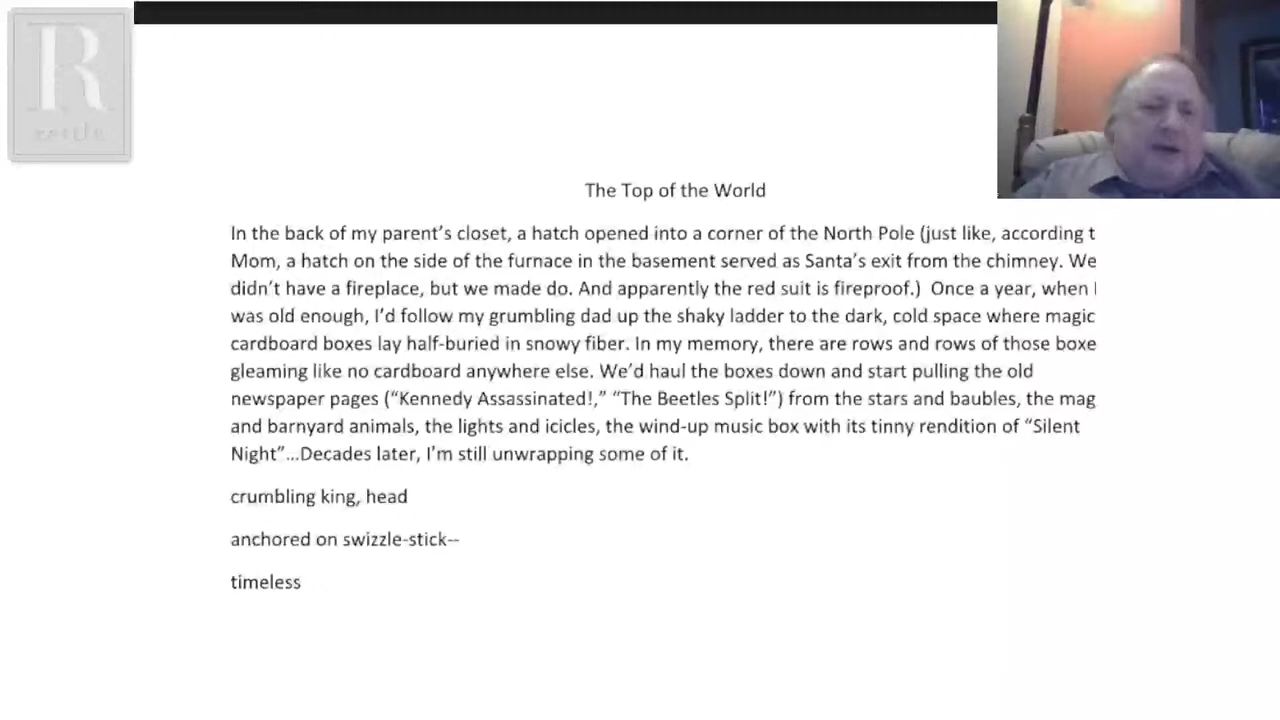 R
rattle
The Top of the World
In the back of my parent's closet, a hatch opened into a corner of the North Pole (just like, according t
Mom, a hatch on the side of the furnace in the basement served as Santa's exit from the chimney. We
didn't have a fireplace, but we made do. And apparently the red suit is fireproof.)  Once a year, when I
was old enough, I'd follow my grumbling dad up the shaky ladder to the dark, cold space where magic
cardboard boxes lay half-buried in snowy fiber. In my memory, there are rows and rows of those boxe
gleaming like no cardboard anywhere else. We'd haul the boxes down and start pulling the old
newspaper pages ("Kennedy Assassinated!," "The Beetles Split!") from the stars and baubles, the mag
and barnyard animals, the lights and icicles, the wind-up music box with its tinny rendition of "Silent
Night"...Decades later, I'm still unwrapping some of it.
crumbling king, head
anchored on swizzle-stick--
timeless